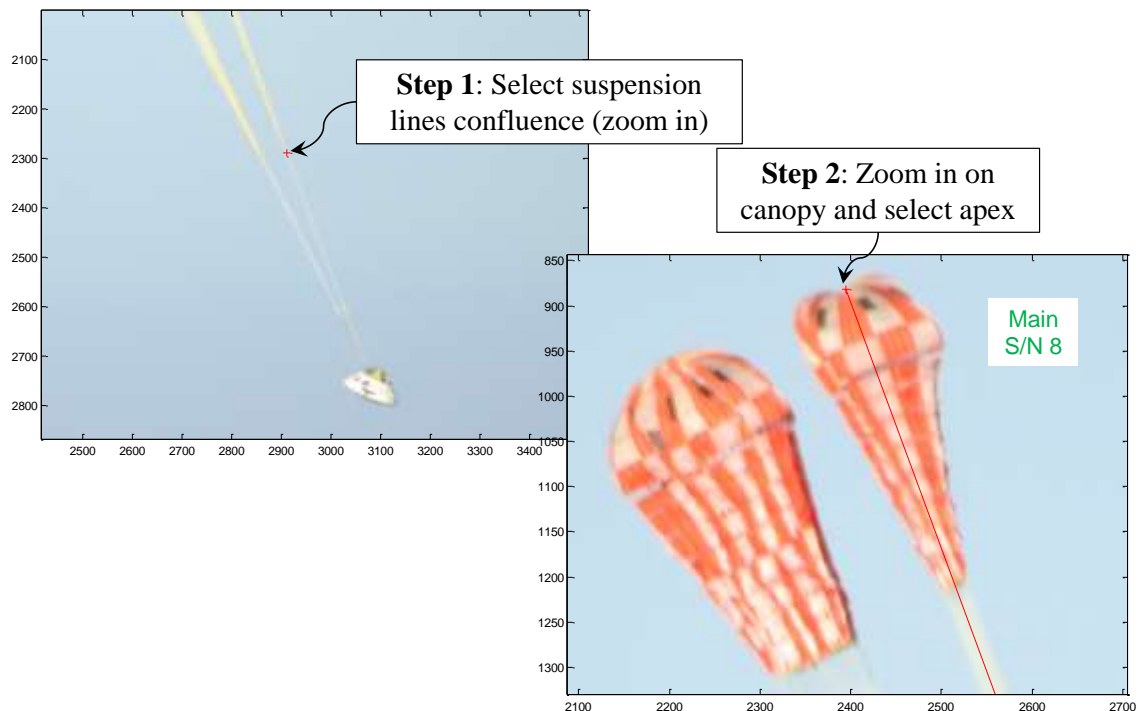 2100
2200
2300
2400
2500
2600
2700
2800
2500 2600 2700 2800 2900 3000 3100 3200 3300 3400
Step 1: Select suspension
lines confluence (zoom in)
Step 2: Zoom in on
canopy and select apex
850
900
950
1000
1050
1100
1150
1200
1250
1300
2100 2200 2300 2400 2500 2600 2700
Main
S/N 8